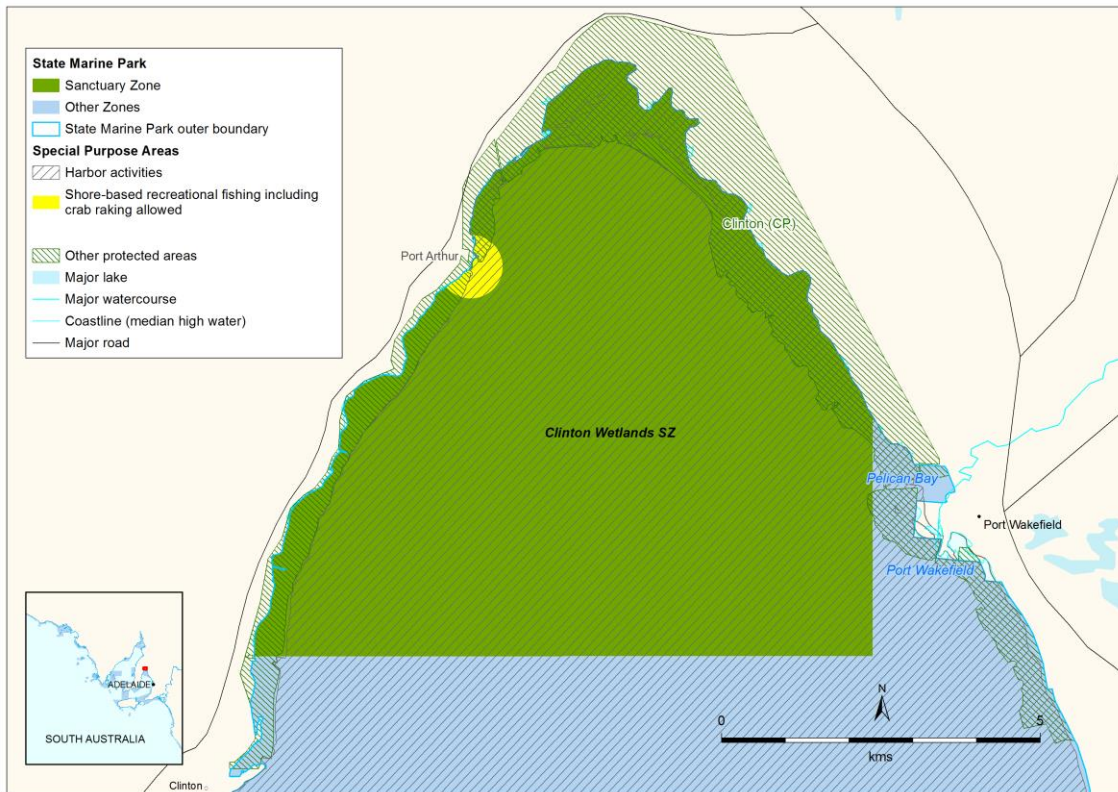 State Marine Park
Sanctuary Zone
Other Zones
State Marine Park outer boundary
Special Purpose Areas
Harbor activities
Shore-based recreational fishing including
crab raking allowed
Other protected areas
Major lake
Major watercourse
Coastline (median high water)
Major road
Port Arthur
Clinton (CP)
Clinton Wetlands SZ
Pelican Bay
Port Wakefield
Port Wakefield
ADELAIDE
SOUTH AUSTRALIA
Clinton
N
0
5
kms